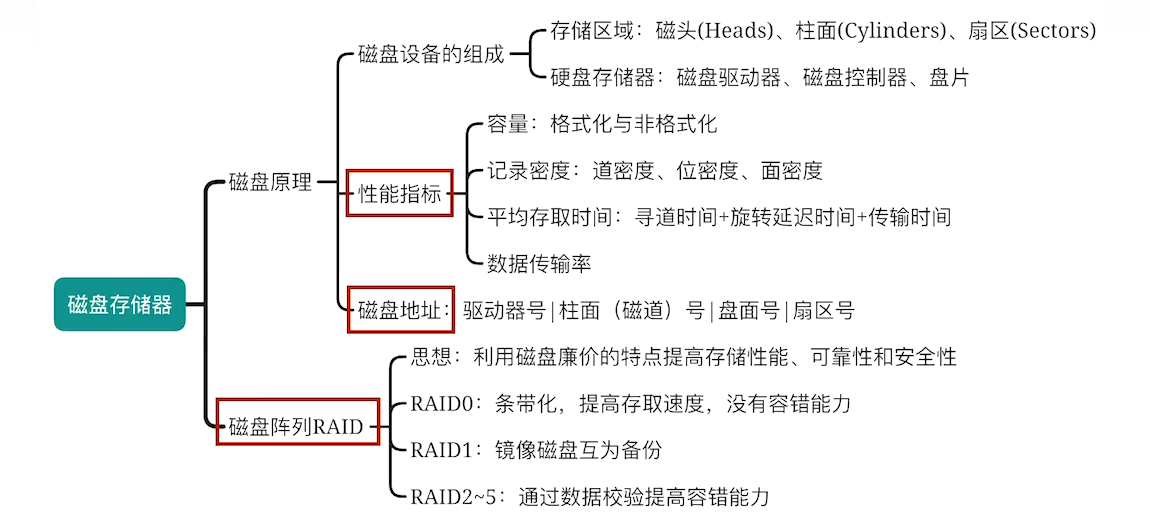 存储区域：磁头(Heads)、柱面(Cylinders)、扇区(Sectors)
磁盘设备的组成
硬盘存储器：磁盘驱动器、磁盘控制器、盘片
容量：格式化与非格式化
记录密度：道密度、位密度、面密度
磁盘原理
性能指标
平均存取时间：寻道时间+旋转延迟时间+传输时间
数据传输率
磁盘存储器
磁盘地址：驱动器号|柱面（磁道）号|盘面号|扇区号
思想：利用磁盘廉价的特点提高存储性能、可靠性和安全性
RAID0：条带化，提高存取速度，没有容错能力
磁盘阵列RAID
RAID1：镜像磁盘互为备份
RAID2~5：通过数据校验提高容错能力